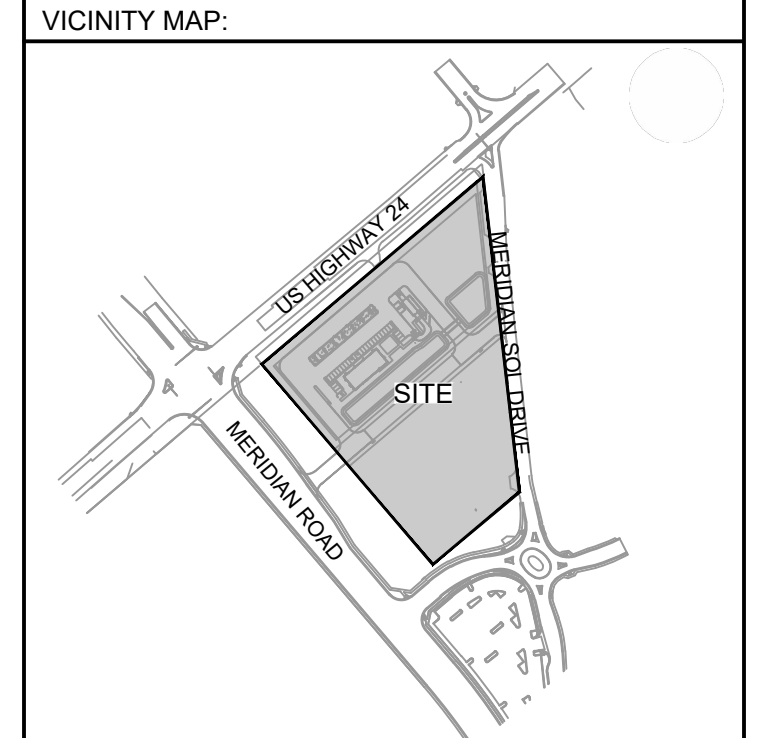 VICINITY MAP:
US HIGHWAY 24
MERIDIAN SOL DRIVE
SITE
MERIDIAN ROAD